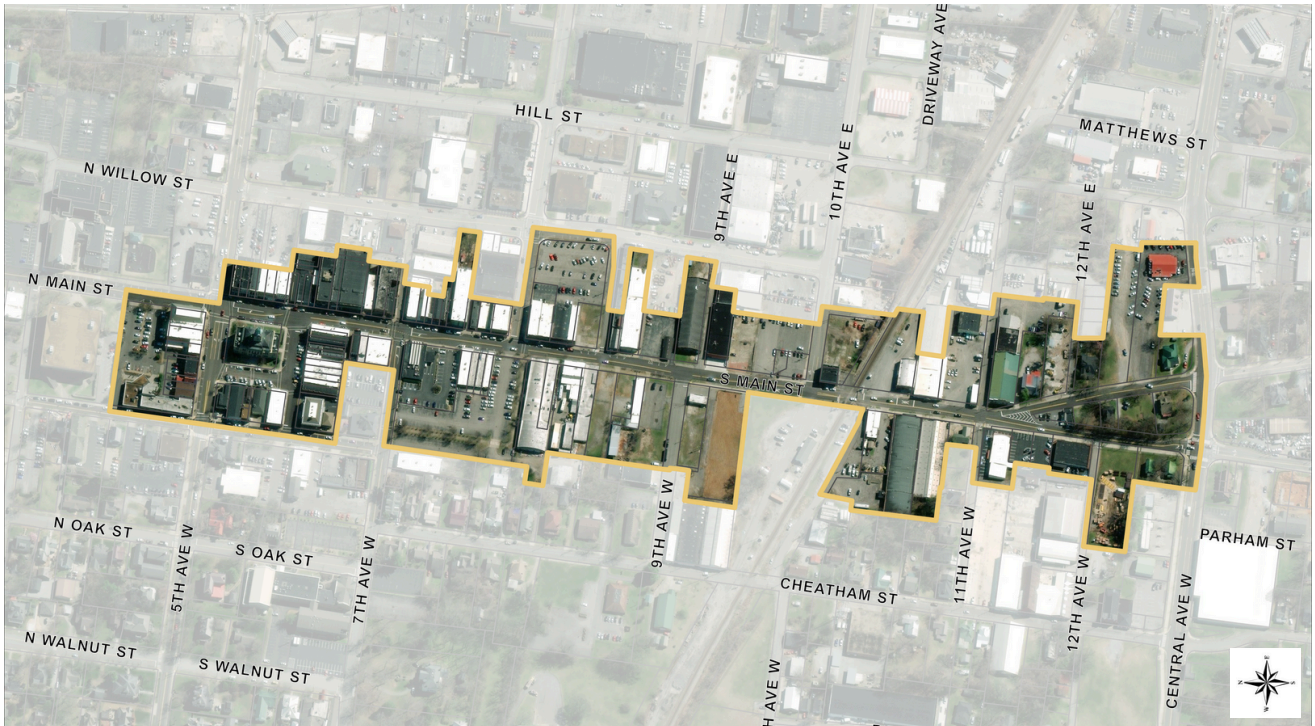 DRIVEWAY AVE
HILL ST
MATTHEWS ST
N WILLOW ST
9TH AVE E
10TH AVE E
12TH AVE E
N MAIN ST
S MAIN ST
N OAK ST
S OAK ST
5TH AVE W
7TH AVE W
9TH AVE W
11TH AVE W
12TH AVE W
PARHAM ST
CHEATHAM ST
CENTRAL AVE W
N WALNUT ST
S WALNUT ST
H AVE W